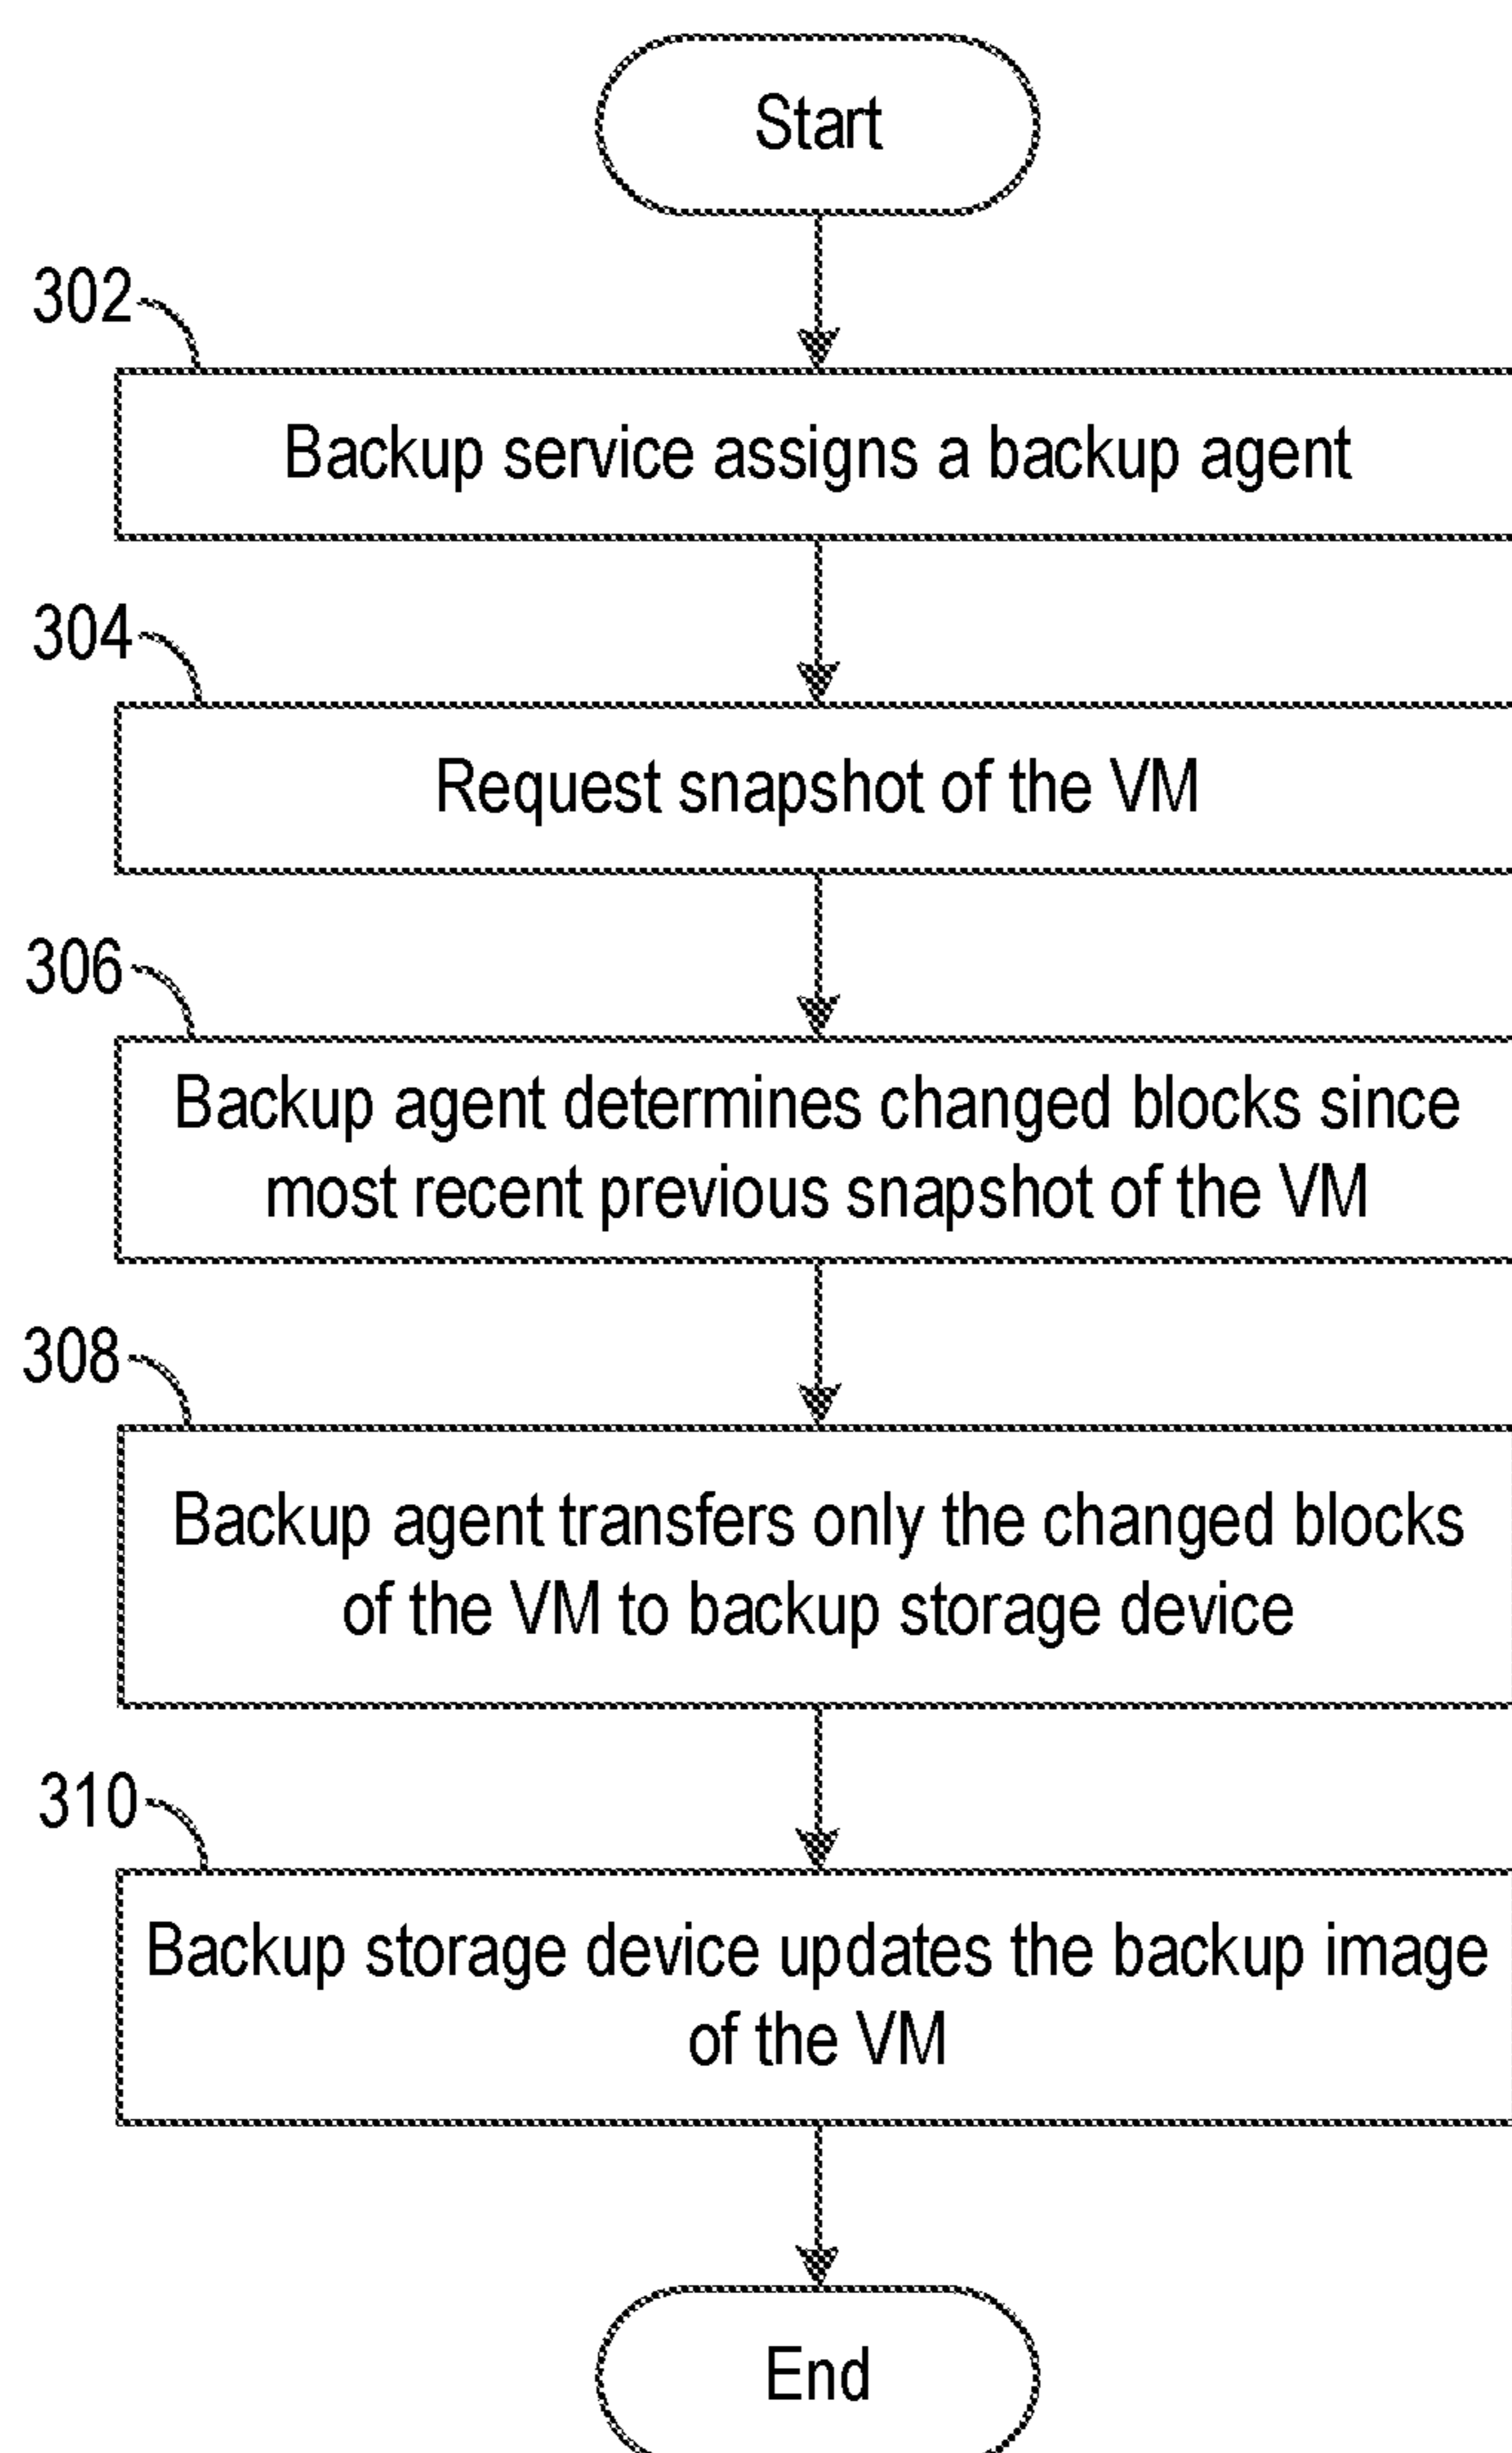 Start
302
Backup service assigns a backup agent
304
Request snapshot of the VM
306
Backup agent determines changed blocks since
most recent previous snapshot of the VM
308
Backup agent transfers only the changed blocks
of the VM to backup storage device
310
Backup storage device updates the backup image
of the VM
End